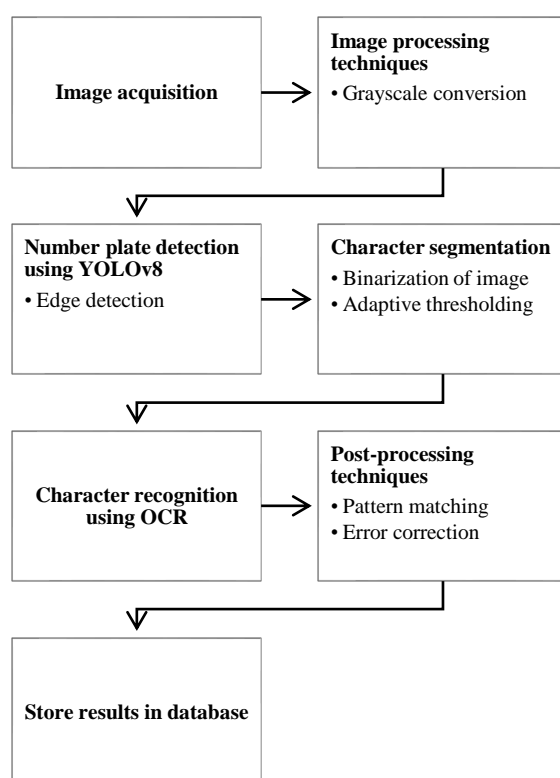 Image acquisition
Image processing
techniques
• Grayscale conversion
Number plate detection
using YOLOv8
• Edge detection
Character segmentation
• Binarization of image
• Adaptive thresholding
Character recognition
using OCR
Post-processing
techniques
• Pattern matching
• Error correction
Store results in database